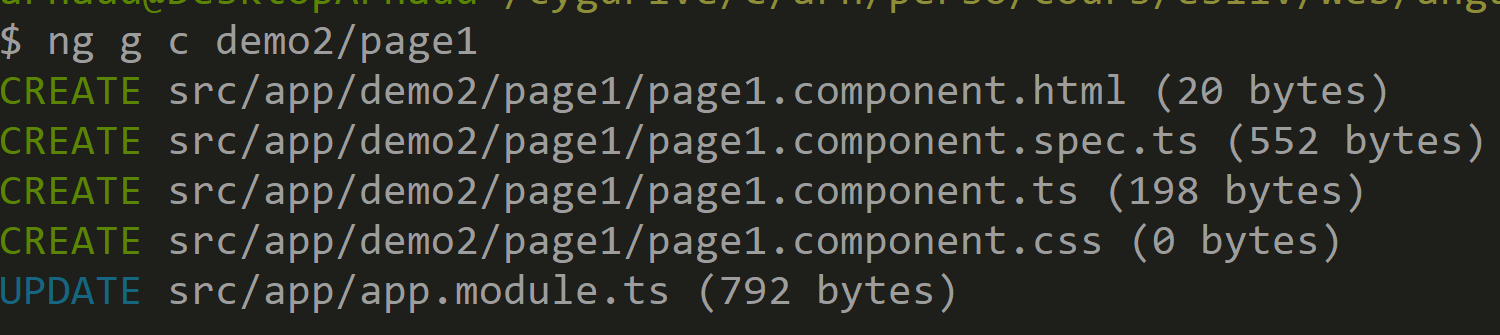 $ ng g c demo2/page1
CREATE src/app/demo2/page1/page1.component.html (20 bytes)
CREATE src/app/demo2/page1/page1.component.spec.ts (552 bytes)
CREATE src/app/demo2/page1/page1.component.ts (198 bytes)
CREATE src/app/demo2/page1/page1.component.css (0 bytes)
UPDATE src/app/app.module.ts (792 bytes)